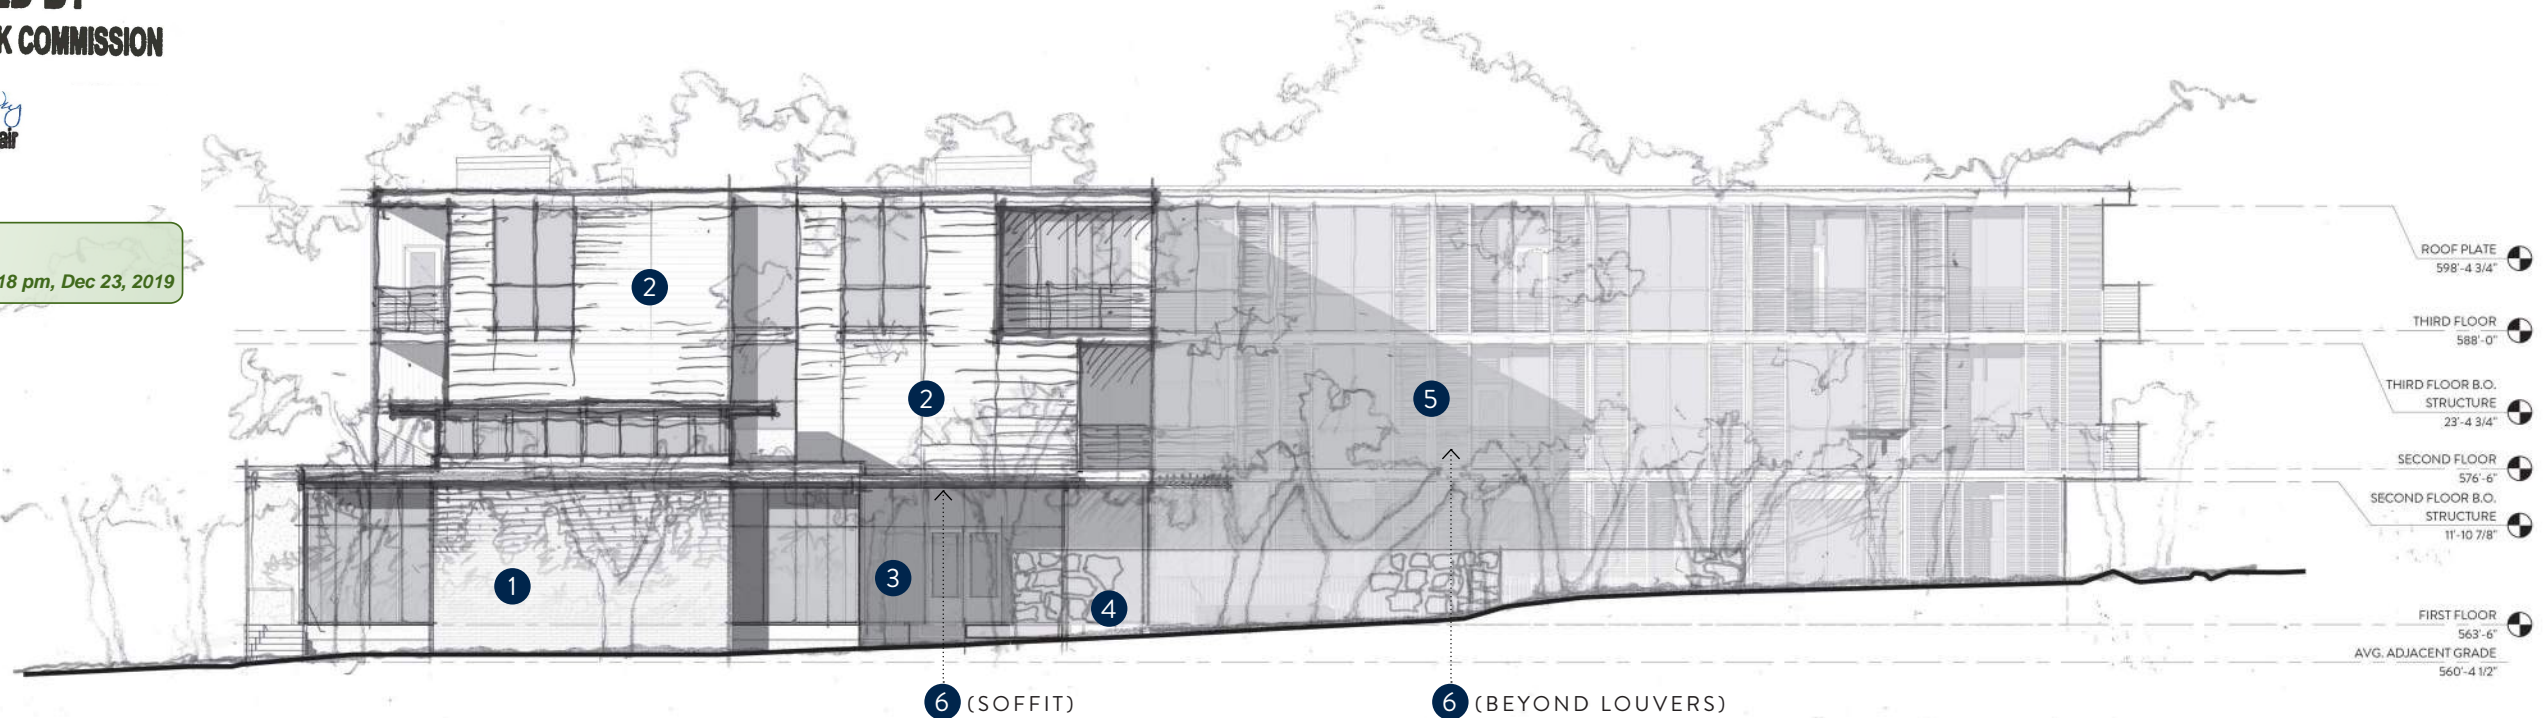 COMMISSION
18 pm, Dec 23, 2019
2
2
5
1
3
4
6 (SOFFIT)
6 (BEYOND LOUVERS)
ROOF PLATE
598'-4 3/4"
THIRD FLOOR
588'-0"
THIRD FLOOR B.O.
STRUCTURE
23'-4 3/4"
SECOND FLOOR
576'-6"
SECOND FLOOR B.O.
STRUCTURE
11'-10 7/8"
FIRST FLOOR
563'-6"
AVG. ADJACENT GRADE
560'-4 1/2"